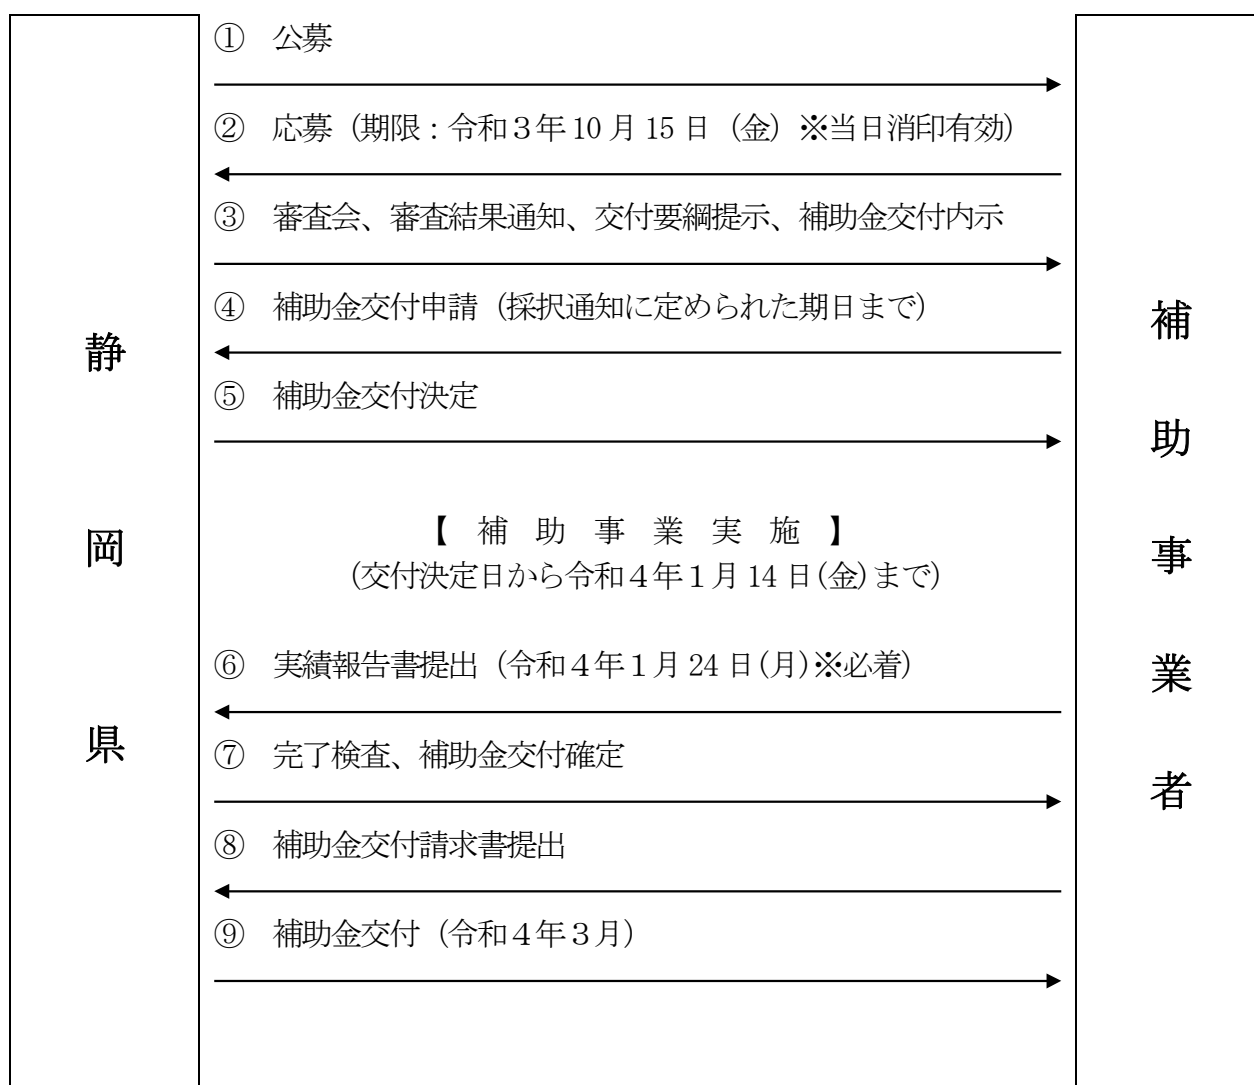 静岡県
① 公募
② 応募（期限：令和３年10月15日（金）※当日消印有効）
③ 審査会、審査結果通知、交付要綱提示、補助金交付内示
④ 補助金交付申請（採択通知に定められた期日まで）
⑤ 補助金交付決定
【補助事業実施】
（交付決定日から令和４年１月14日（金）まで）
⑥ 実績報告書提出（令和４年１月24日（月）※必着）
⑦ 完了検査、補助金交付確定
⑧ 補助金交付請求書提出
⑨ 補助金交付（令和４年３月）
補助事業者